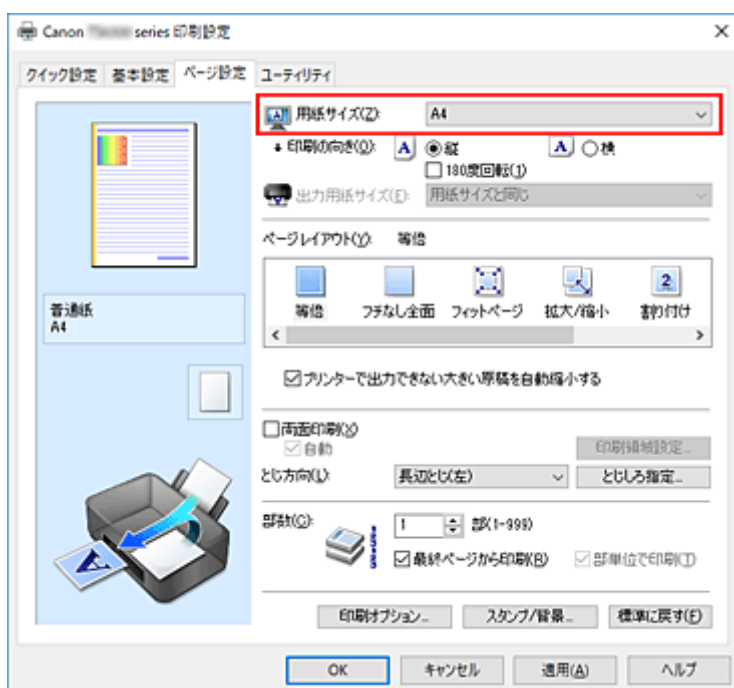 Canon series 印刷設定
クイック設定 基本設定 ページ設定 ユーティリティ
用紙サイズ(Z): A4
印刷の向き(O): A 縦 A 横
180度回転(J)
出力用紙サイズ(E): 用紙サイズと同じ
ページレイアウト(Y): 等倍
等倍 フチなし全面 フィットページ 拡大/縮小 2 割り付け
普通紙
A4
プリンターで出力できない大きい原稿を自動縮小する
両面印刷(X)
自動 印刷領域設定...
とじ方向(L): 長辺とじ(左) とじしろ指定...
部数(C): 1 部(1-999)
最終ページから印刷(R) 部単位で印刷(T)
印刷オプション... スタンプ/背景... 標準に戻す(F)
OK キャンセル 適用(A) ヘルプ